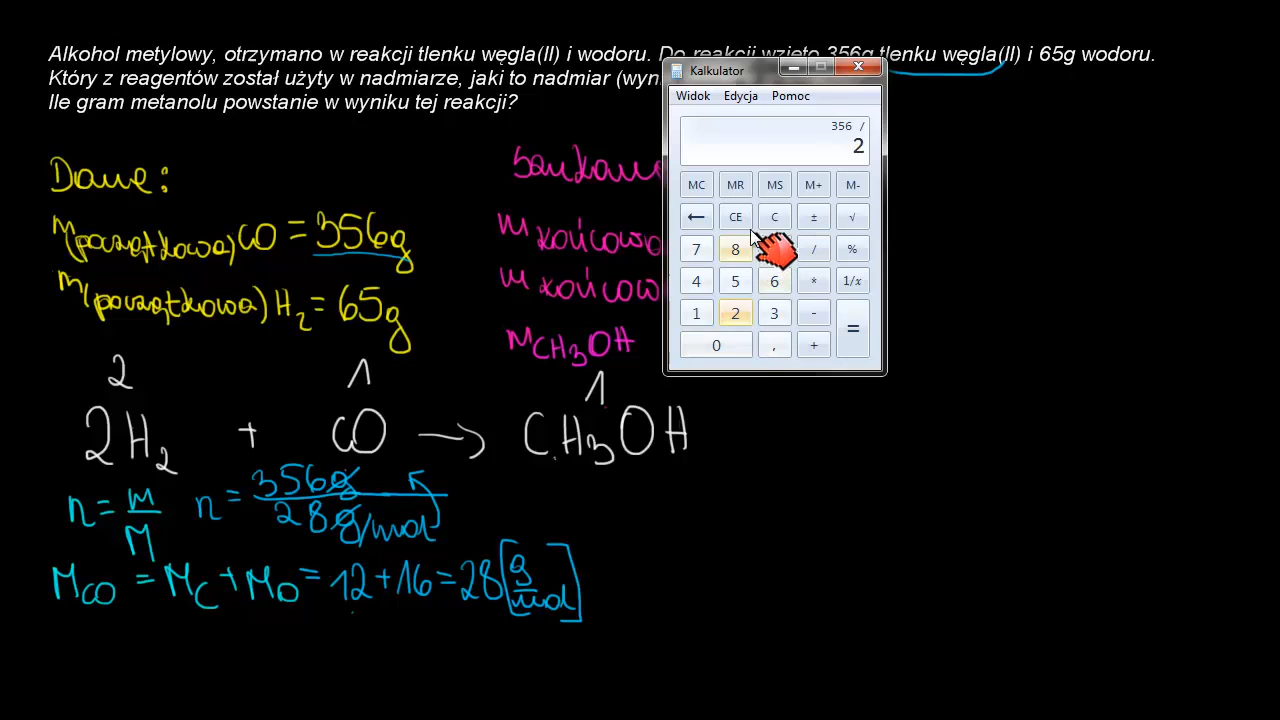 Alkohol metylowy, otrzymano w reakcji tlenku węgla(II) i wodoru. Do reakcji wzięto 356g tlenku węgla(II) i 65g wodoru.
Który z reagentów został użyty w nadmiarze, jaki to nadmiar
Ile gram metanolu powstanie w wyniku tej reakcji?
Kalkulator
Widok Edycja Pomoc
356 /
2
MC MR MS M+ M-
← CE C ± √
7 8 / %
4 5 6 * 1/x
1 2 3 - =
0 , +
Dane:
m(początkowa)CO = 356g
m(początkowa)H2 = 65g
Szukane
m końcowa
m końcowa
mCH3OH
2 1 1
2H2 + CO → CH3OH
n = m/M n = 356g / 28g/mol
MCO = MC + MO = 12 + 16 = 28 [g/mol]